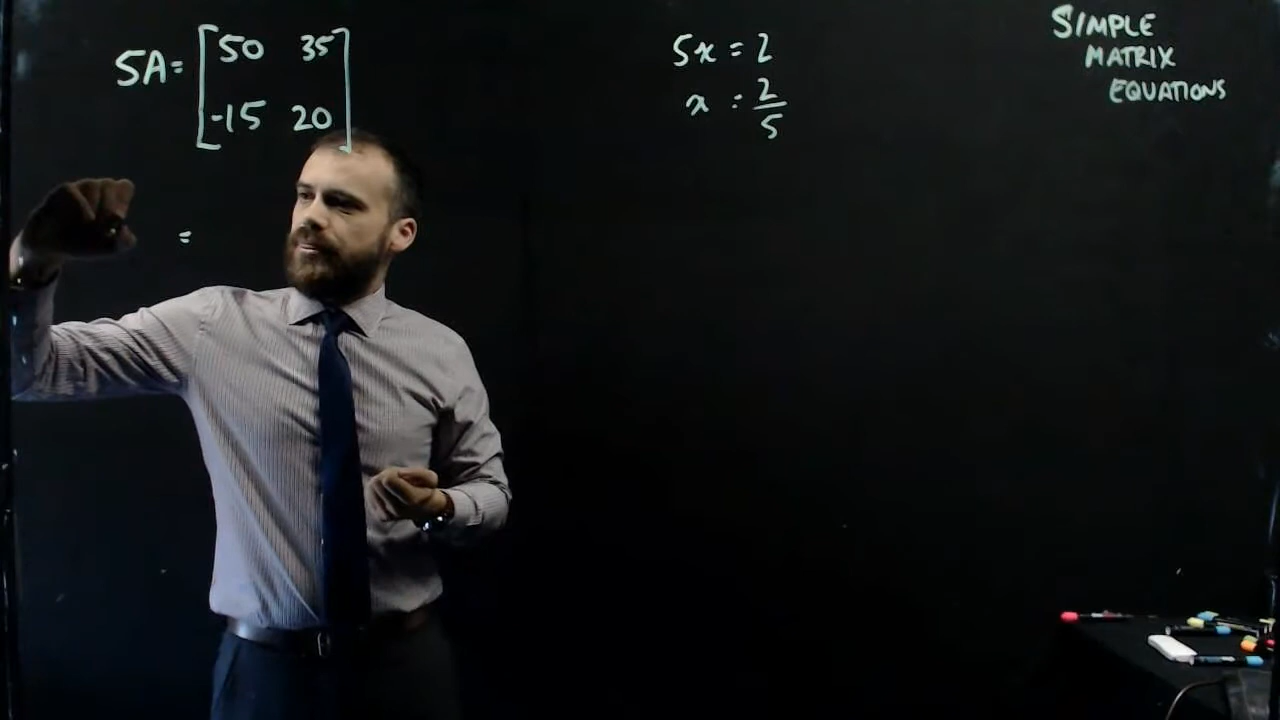 5A = [50 35
-15 20]
=
5x = 2
x = 2/5
SIMPLE
MATRIX
EQUATIONS